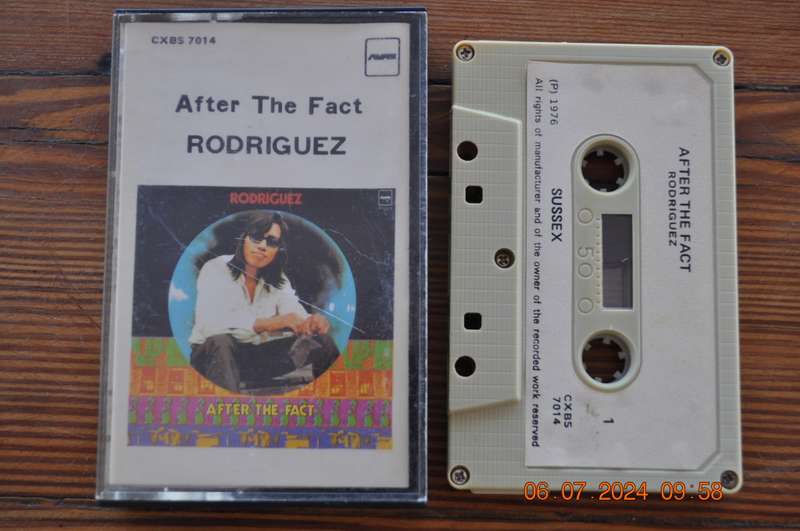 CXBS 7014
After The Fact
RODRIGUEZ
RODRIGUEZ
AFTER THE FACT
AFTER THE FACT
RODRIGUEZ
1
CXBS
7014
50
SUSSEX
(P) 1976
All rights of manufacturer and of the owner of the recorded work reserved
06.07.2024 09:58